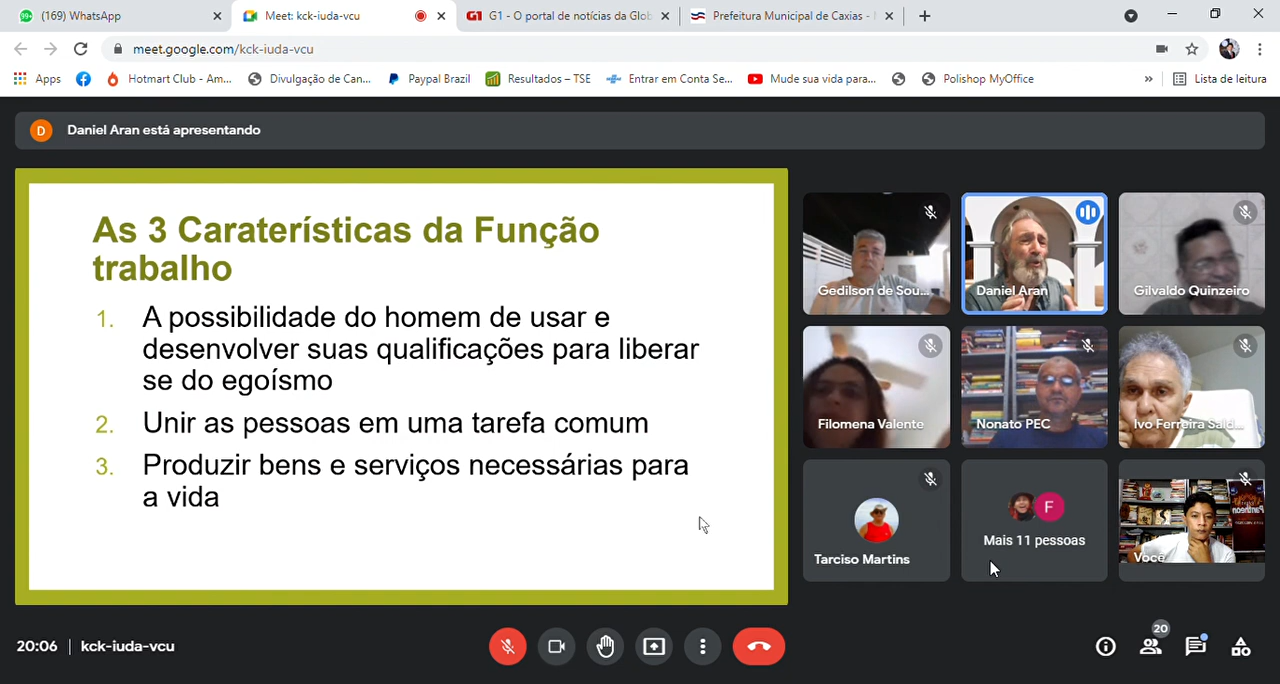 (169) WhatsApp
Meet: kck-iuda-vcu
G1 - O portal de notícias da Glob
Prefeitura Municipal de Caxias -
meet.google.com/kck-iuda-vcu
Apps
Hotmart Club - Am...
Divulgação de Can...
Paypal Brazil
Resultados – TSE
Entrar em Conta Se...
Mude sua vida para...
Polishop MyOffice
»
Lista de leitura
D
Daniel Aran está apresentando
As 3 Caraterísticas da Função
trabalho
1. A possibilidade do homem de usar e
desenvolver suas qualificações para liberar
se do egoísmo
2. Unir as pessoas em uma tarefa comum
3. Produzir bens e serviços necessárias para
a vida
Gedilson de Sou...
Daniel Aran
Gilvaldo Quinzeiro
Filomena Valente
Nonato PEC
Ivo Ferreira Sald...
Tarciso Martins
F
Mais 11 pessoas
Pantheon
Você
20:06 | kck-iuda-vcu
20